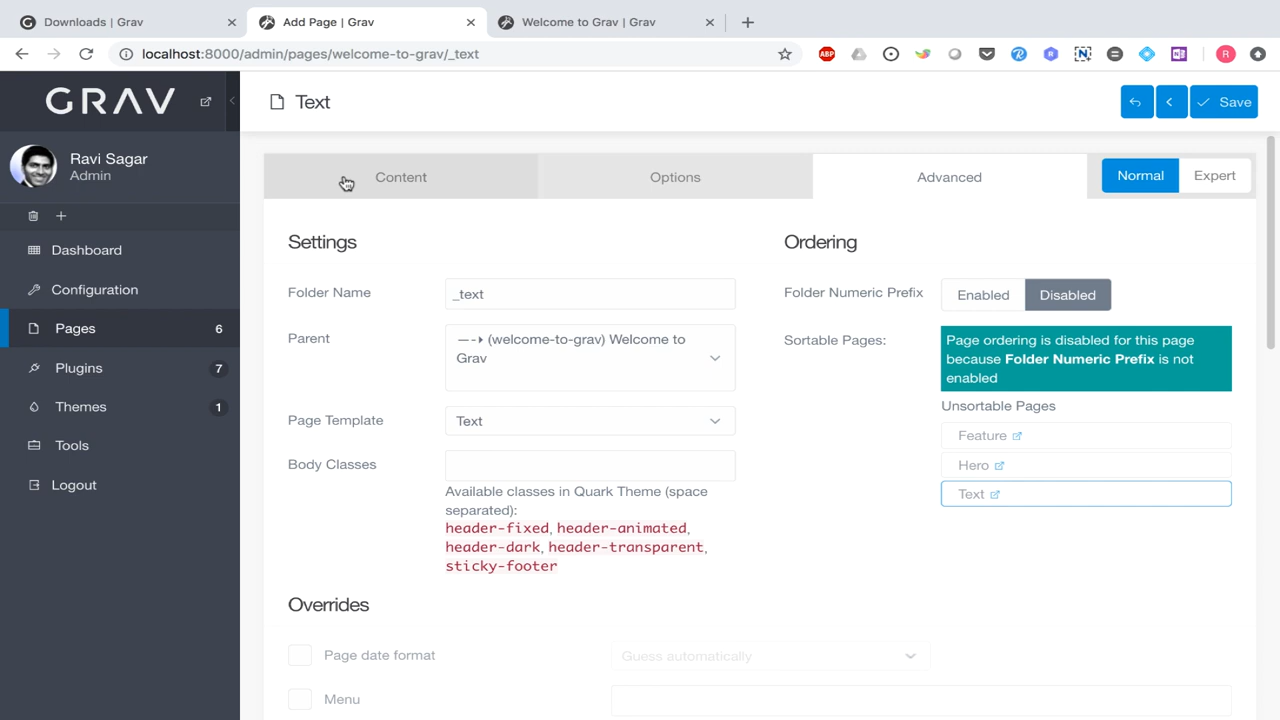 Downloads | Grav
Add Page | Grav
Welcome to Grav | Grav
localhost:8000/admin/pages/welcome-to-grav/_text
ABP
R
GRAV
Text
Save
Ravi Sagar
Admin
Content
Options
Advanced
Normal
Expert
Dashboard
Configuration
Pages 6
Plugins 7
Themes 1
Tools
Logout
Settings
Folder Name
_text
Parent
—-▸ (welcome-to-grav) Welcome to
Grav
Page Template
Text
Body Classes
Available classes in Quark Theme (space
separated):
header-fixed, header-animated,
header-dark, header-transparent,
sticky-footer
Ordering
Folder Numeric Prefix
Enabled
Disabled
Sortable Pages:
Page ordering is disabled for this page
because Folder Numeric Prefix is not
enabled
Unsortable Pages
Feature
Hero
Text
Overrides
Page date format
Guess automatically
Menu